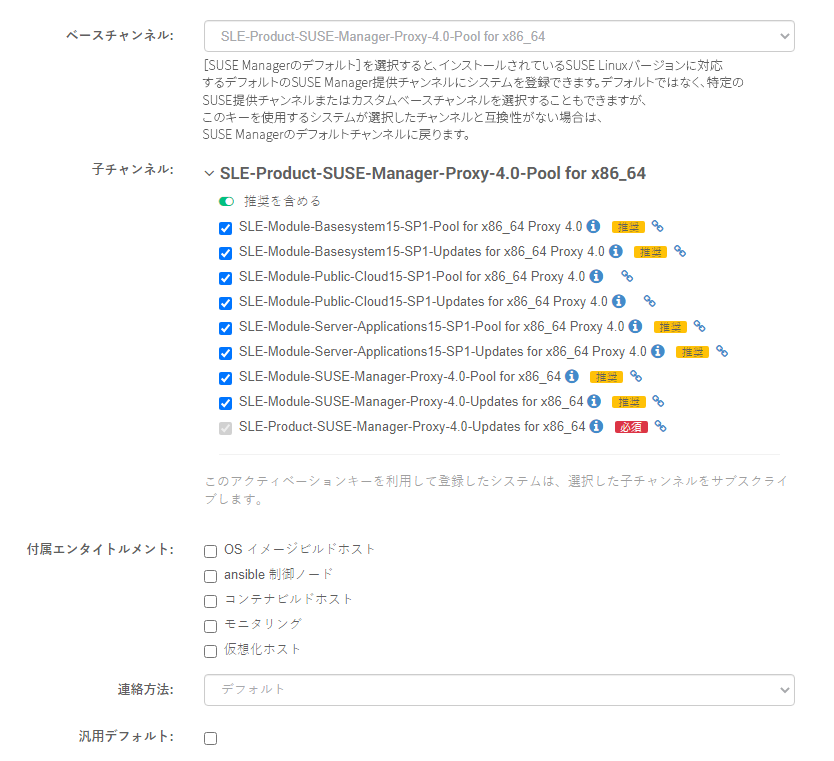 ベースチャンネル:
SLE-Product-SUSE-Manager-Proxy-4.0-Pool for x86_64
［SUSE Managerのデフォルト］を選択すると、インストールされているSUSE Linuxバージョンに対応
するデフォルトのSUSE Manager提供チャンネルにシステムを登録できます。デフォルトではなく、特定の
SUSE提供チャンネルまたはカスタムベースチャンネルを選択することもできますが、
このキーを使用するシステムが選択したチャンネルと互換性がない場合は、
SUSE Managerのデフォルトチャンネルに戻ります。
子チャンネル:
SLE-Product-SUSE-Manager-Proxy-4.0-Pool for x86_64
推奨を含める
SLE-Module-Basesystem15-SP1-Pool for x86_64 Proxy 4.0 推奨
SLE-Module-Basesystem15-SP1-Updates for x86_64 Proxy 4.0 推奨
SLE-Module-Public-Cloud15-SP1-Pool for x86_64 Proxy 4.0
SLE-Module-Public-Cloud15-SP1-Updates for x86_64 Proxy 4.0
SLE-Module-Server-Applications15-SP1-Pool for x86_64 Proxy 4.0 推奨
SLE-Module-Server-Applications15-SP1-Updates for x86_64 Proxy 4.0 推奨
SLE-Module-SUSE-Manager-Proxy-4.0-Pool for x86_64 推奨
SLE-Module-SUSE-Manager-Proxy-4.0-Updates for x86_64 推奨
SLE-Product-SUSE-Manager-Proxy-4.0-Updates for x86_64 必須
このアクティベーションキーを利用して登録したシステムは、選択した子チャンネルをサブスクライ
ブします。
付属エンタイトルメント:
OS イメージビルドホスト
ansible 制御ノード
コンテナビルドホスト
モニタリング
仮想化ホスト
連絡方法:
デフォルト
汎用デフォルト: